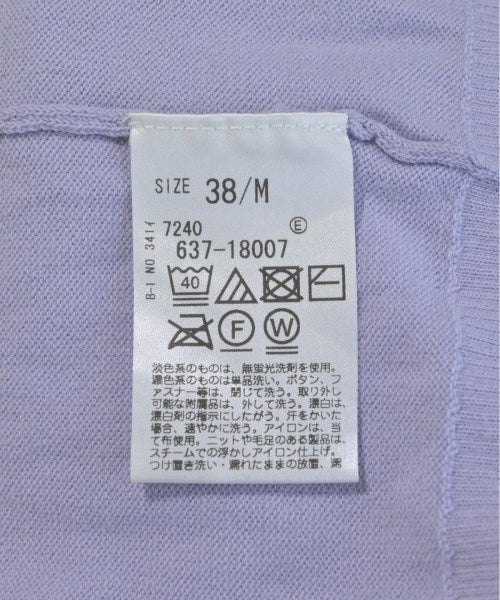 SIZE 38/M
B-I NO 3411
7240 E
637-18007
40
F W
淡色系のものは、無蛍光洗剤を使用。
濃色系のものは単品洗い。ボタン、フ
ァスナー等は、閉じて洗う。取り外し
可能な附属品は、外して洗う。漂白は、
漂白剤の指示にしたがう。汗をかいた
場合、速やかに洗う。アイロンは、当
て布使用。ニットや毛足のある製品は、
スチームでの浮かしアイロン仕上げ。
つけ置き洗い・濡れたままの放置、濡